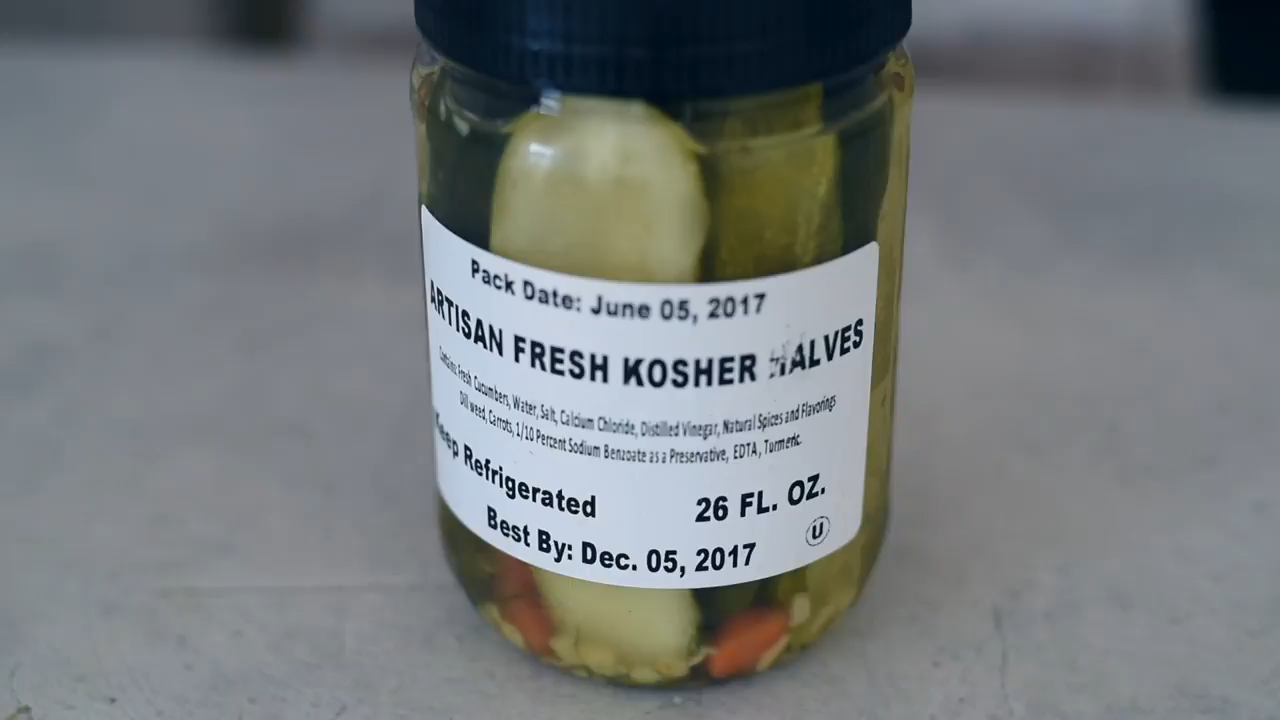 Pack Date: June 05, 2017
ARTISAN FRESH KOSHER HALVES
Contains: Fresh Cucumbers, Water, Salt, Calcium Chloride, Distilled Vinegar, Natural Spices and Flavorings
Dill weed, Carrots, 1/10 Percent Sodium Benzoate as a Preservative, EDTA, Turmeric.
Keep Refrigerated
26 FL. OZ.
Best By: Dec. 05, 2017
U